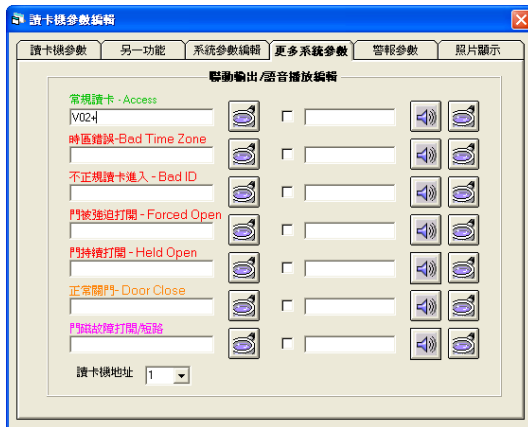 讀卡機參數編輯
讀卡機參數 另一功能 系統參數編輯 更多系統參數 警報參數 照片顯示
聯動輸出/語音播放編輯
常規讀卡 - Access
V02+
時區錯誤-Bad Time Zone
不正規讀卡進入 - Bad ID
門被強迫打開 - Forced Open
門持續打開 - Held Open
正常關門- Door Close
門磁故障打開/短路
讀卡機地址 1